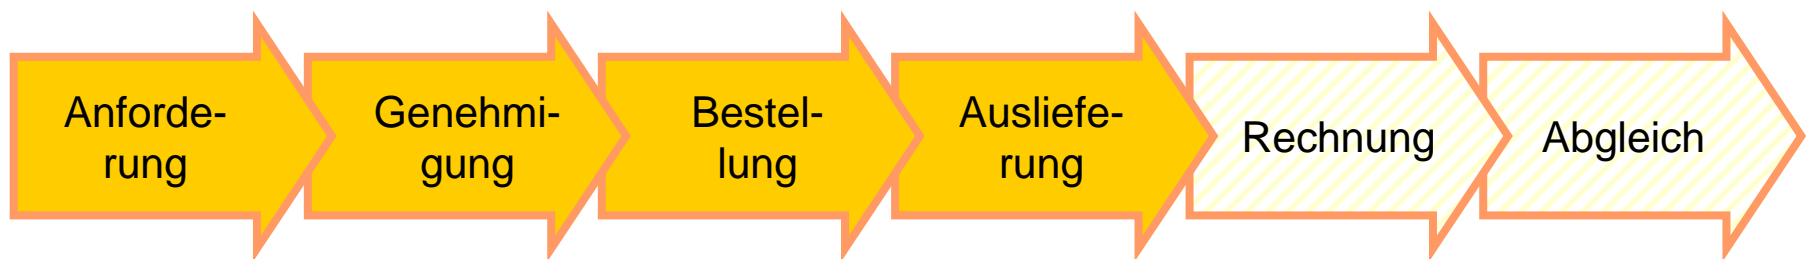 Anforde-
rung
Genehmi-
gung
Bestel-
lung
Ausliefe-
rung
Rechnung
Abgleich